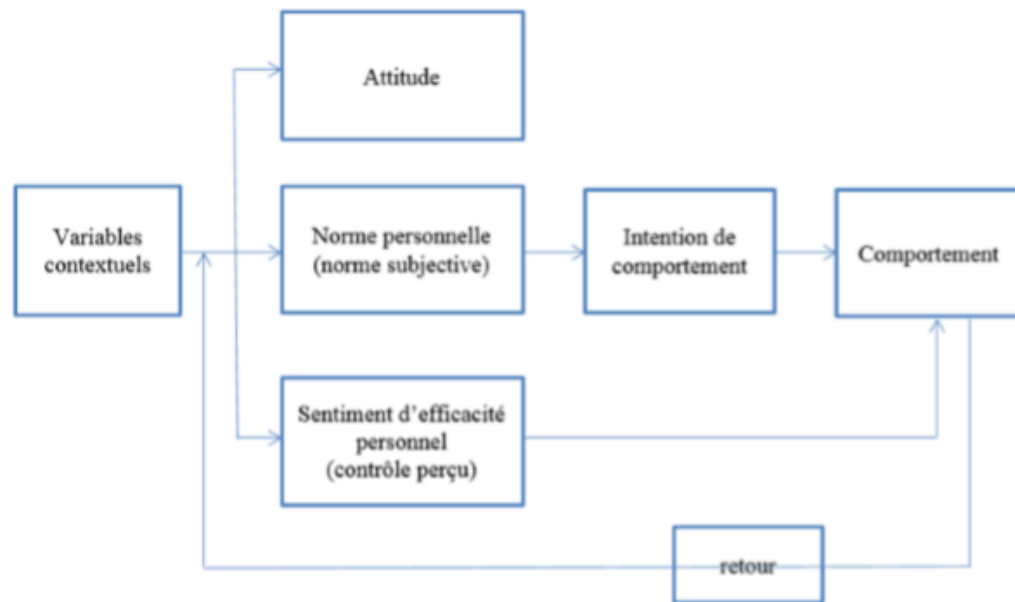 Attitude
Variables
contextuels
Norme personnelle
(norme subjective)
Intention de
comportement
Comportement
Sentiment d'efficacité
personnel
(contrôle perçu)
retour